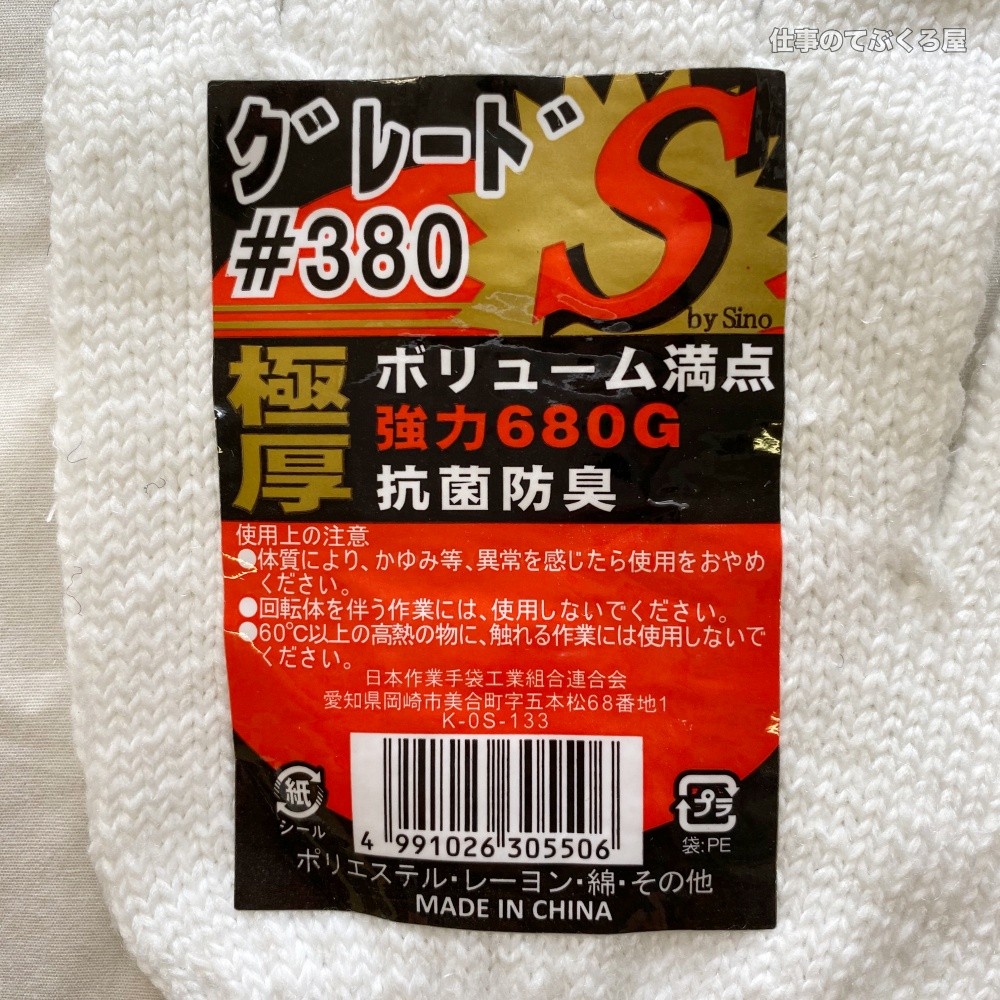 仕事のてぶくろ屋
グレード
#380
S
by Sino
極厚
ボリューム満点
強力680G
抗菌防臭
使用上の注意
●体質により、かゆみ等、異常を感じたら使用をおやめ
ください。
●回転体を伴う作業には、使用しないでください。
●60℃以上の高熱の物に、触れる作業には使用しないで
ください。
日本作業手袋工業組合連合会
愛知県岡崎市美合町字五本松68番地1
K-0S-133
紙
シール
4 991026 305506
プラ
袋:PE
ポリエステル・レーヨン・綿・その他
MADE IN CHINA